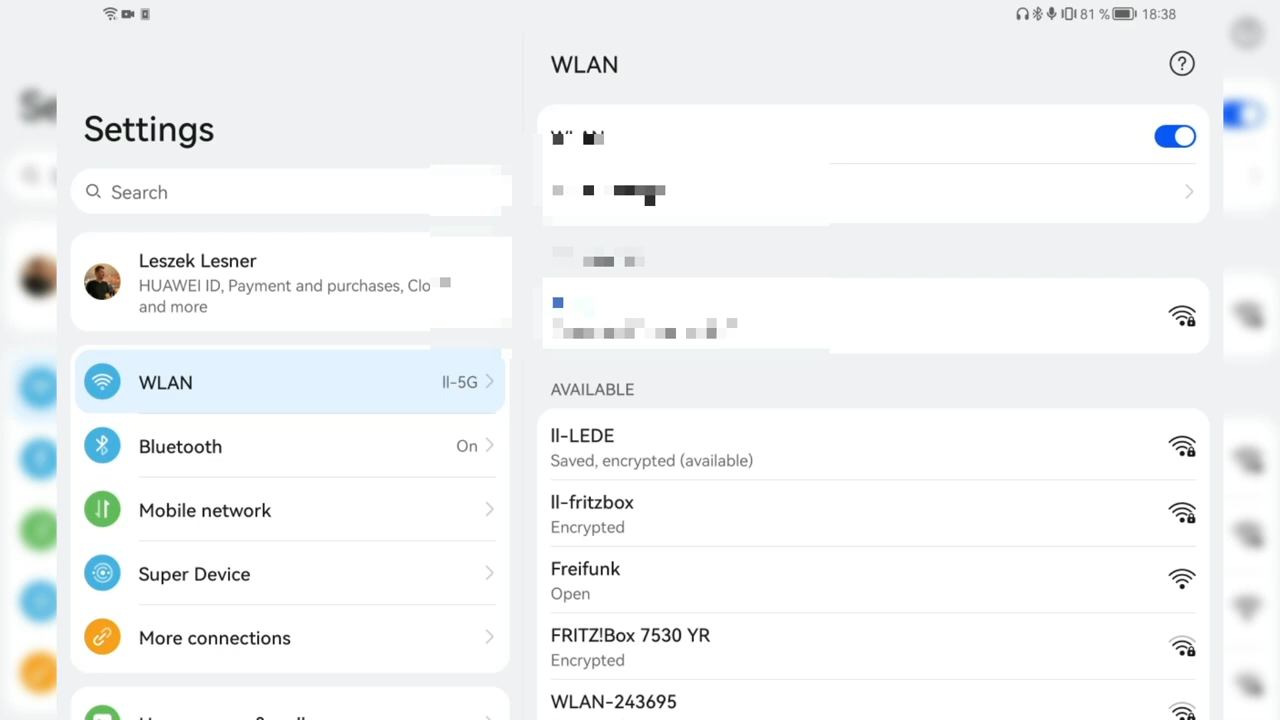 81 %
18:38
Settings
Search
Leszek Lesner
HUAWEI ID, Payment and purchases, Clo
and more
WLAN
ll-5G
Bluetooth
On
Mobile network
Super Device
More connections
WLAN
AVAILABLE
ll-LEDE
Saved, encrypted (available)
ll-fritzbox
Encrypted
Freifunk
Open
FRITZ!Box 7530 YR
Encrypted
WLAN-243695